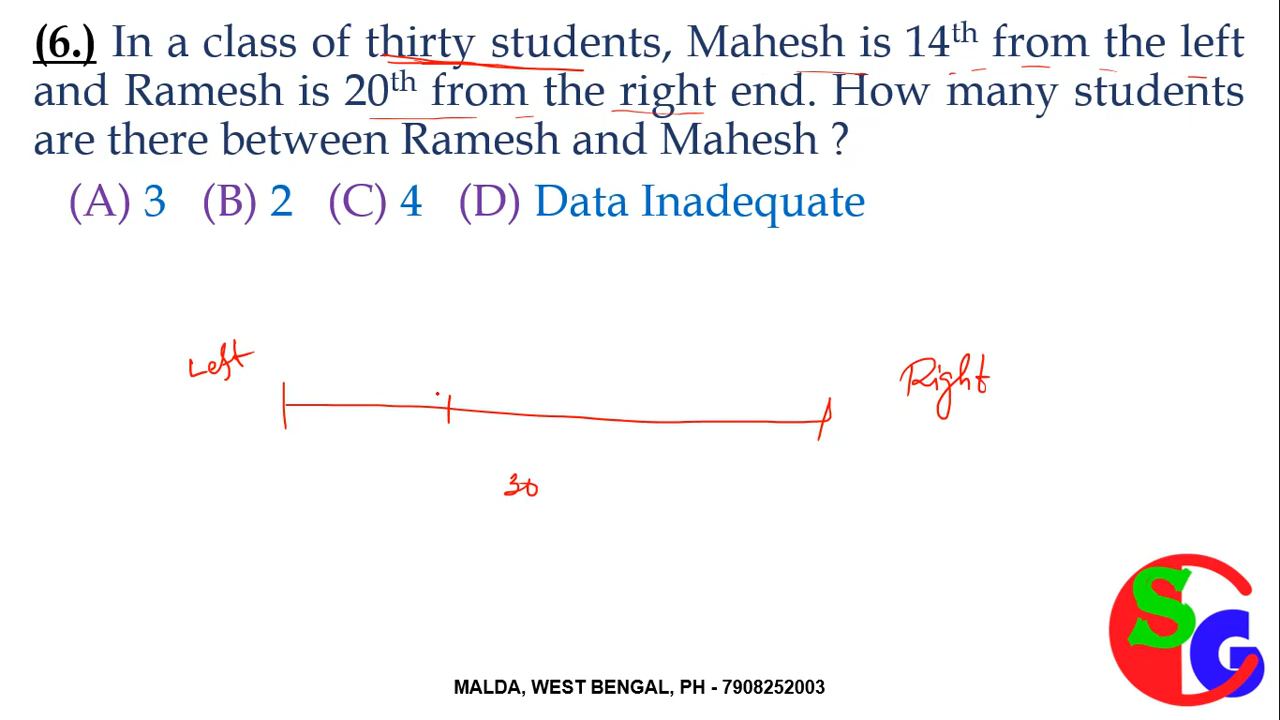 (6.) In a class of thirty students, Mahesh is 14th from the left
and Ramesh is 20th from the right end. How many students
are there between Ramesh and Mahesh ?
(A) 3 (B) 2 (C) 4 (D) Data Inadequate
Left
Right
30
SG
MALDA, WEST BENGAL, PH - 7908252003